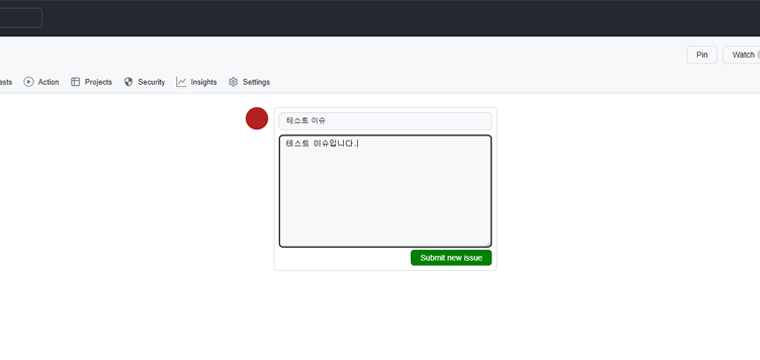 Pin
Watch
ests
Action
Projects
Security
Insights
Settings
테스트 이슈
테스트 이슈입니다.
Submit new issue